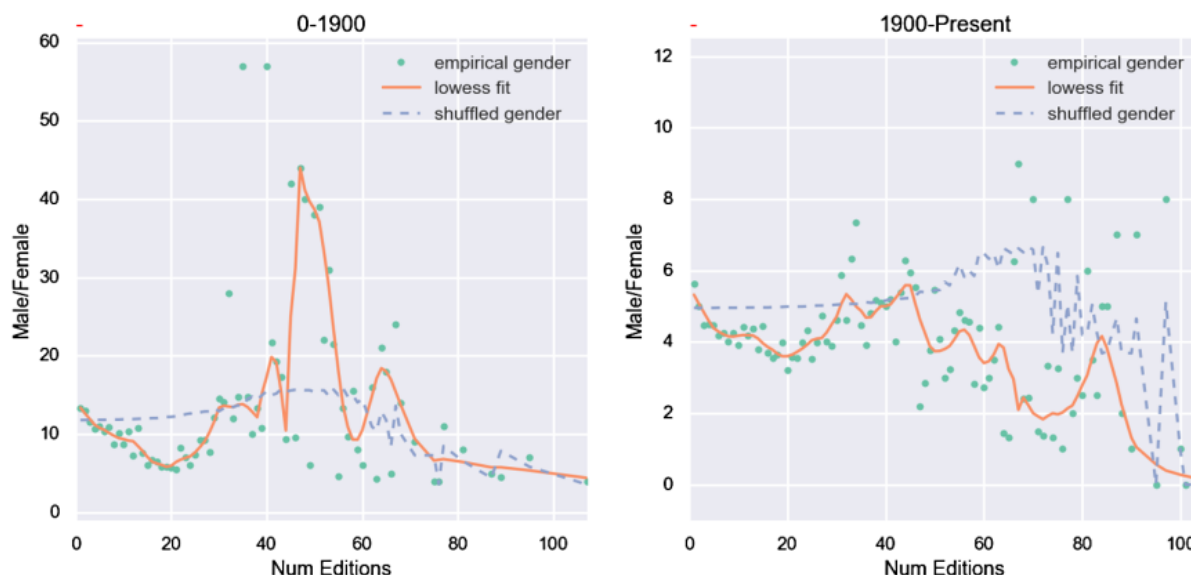 0-1900
60
50
40
30
20
10
0
Male/Female
empirical gender
lowess fit
shuffled gender
0 20 40 60 80 100
Num Editions
1900-Present
12
10
8
6
4
2
0
Male/Female
empirical gender
lowess fit
shuffled gender
0 20 40 60 80 100
Num Editions